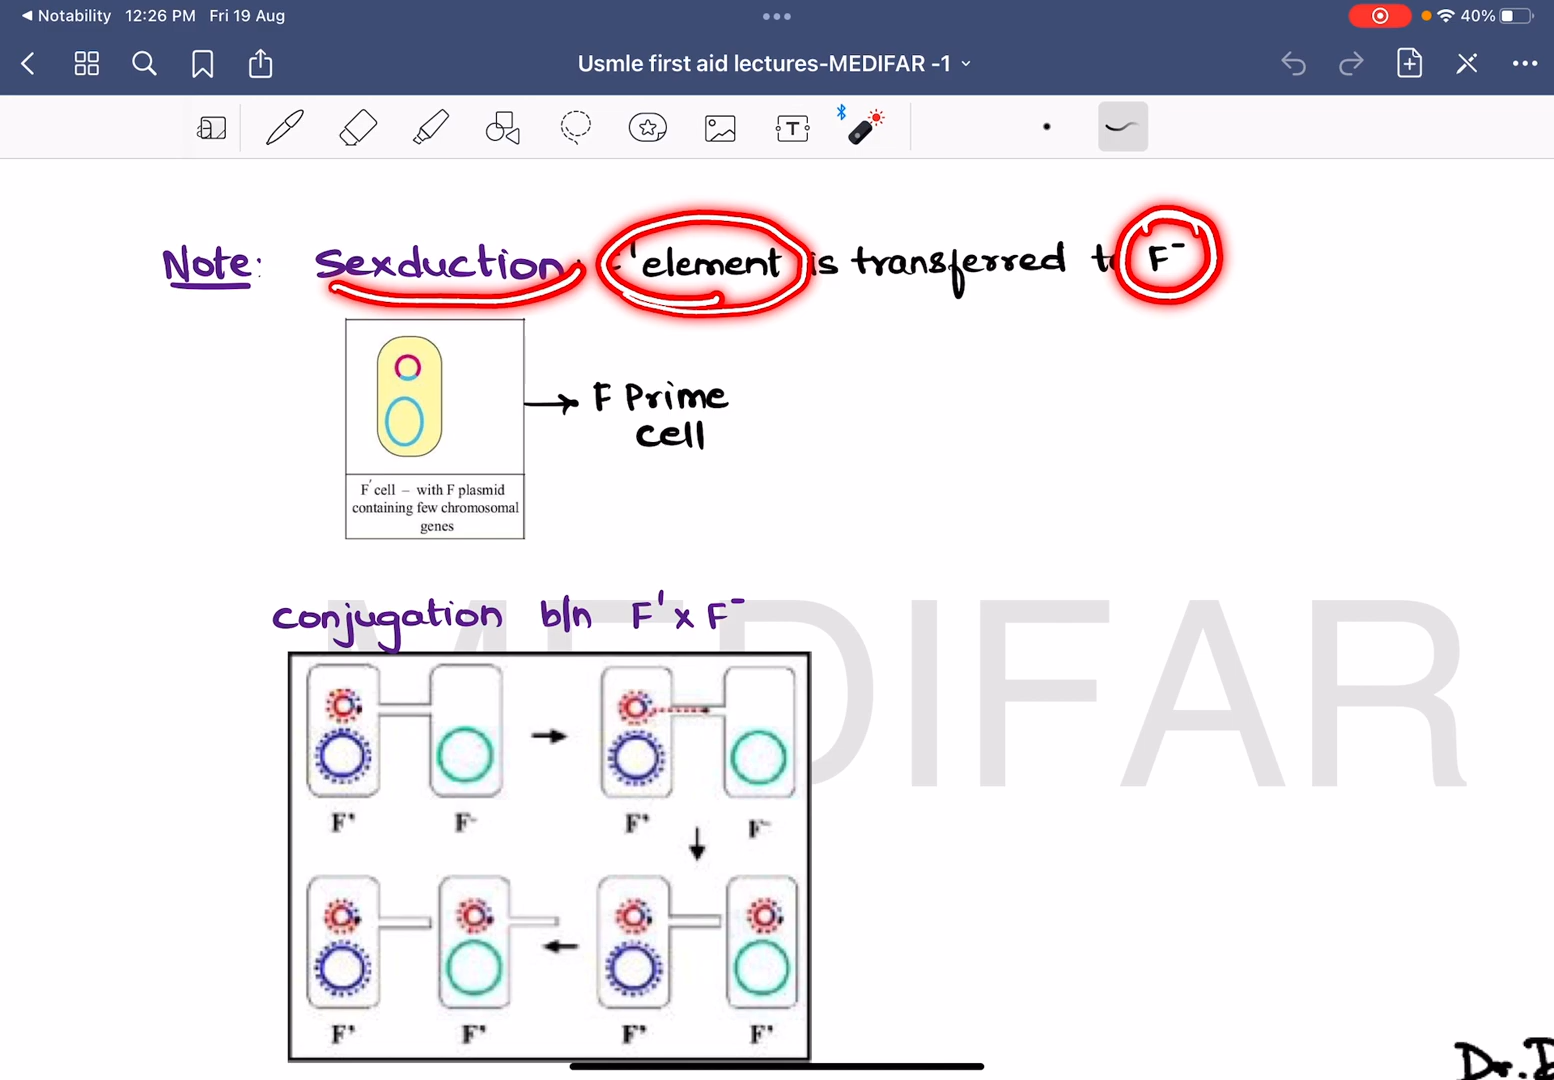 Notability 12:26 PM Fri 19 Aug 40%
Usmle first aid lectures-MEDIFAR -1
T
Note: Sexduction: 'element is transferred to F⁻
F Prime
cell
F' cell – with F plasmid
containing few chromosomal
genes
conjugation b/n F' x F⁻
MEDIFAR
F' F⁻ F' F⁻
F' F' F' F'
Dr.